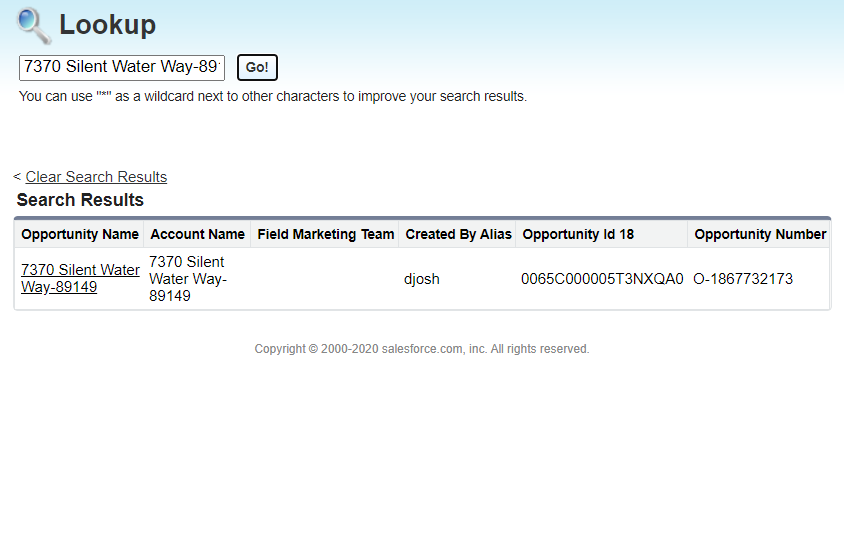 Lookup
7370 Silent Water Way-89
Go!
You can use "*" as a wildcard next to other characters to improve your search results.
< Clear Search Results
Search Results
Opportunity Name Account Name Field Marketing Team Created By Alias Opportunity Id 18 Opportunity Number
7370 Silent Water
Way-89149
7370 Silent
Water Way-
89149
djosh
0065C000005T3NXQA0
O-1867732173
Copyright © 2000-2020 salesforce.com, inc. All rights reserved.